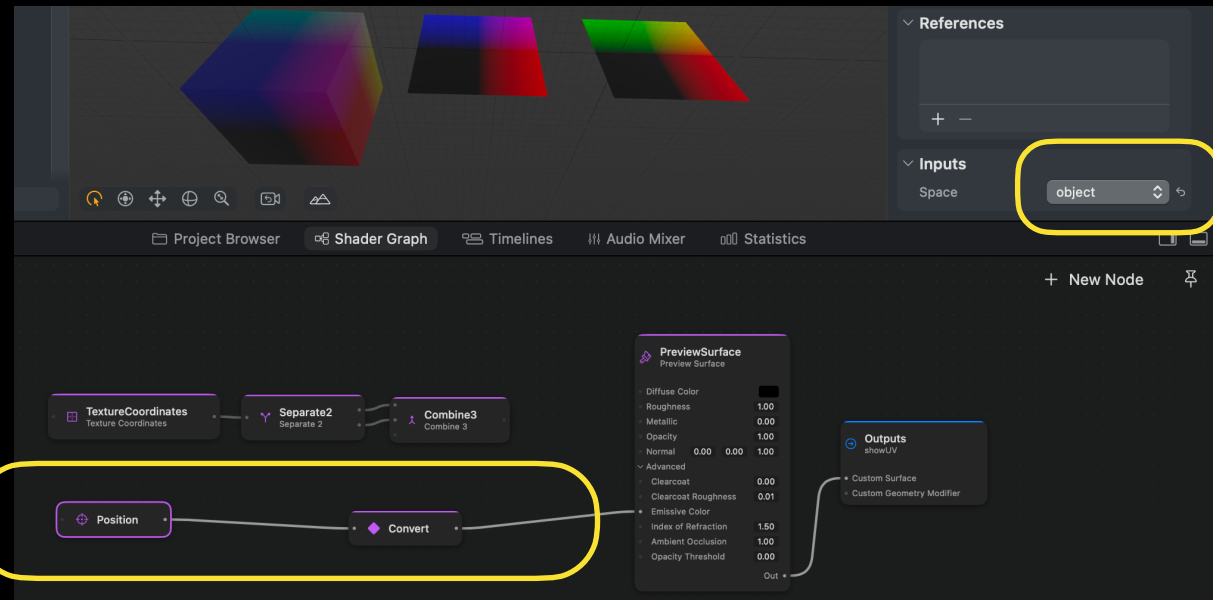 References
+ −
Inputs
Space
object
Project Browser
Shader Graph
Timelines
Audio Mixer
Statistics
+ New Node
TextureCoordinates
Texture Coordinates
Separate2
Separate 2
Combine3
Combine 3
Position
Convert
PreviewSurface
Preview Surface
Diffuse Color
Roughness 1.00
Metallic 0.00
Opacity 1.00
Normal 0.00 0.00 1.00
Advanced
Clearcoat 0.00
Clearcoat Roughness 0.01
Emissive Color
Index of Refraction 1.50
Ambient Occlusion 1.00
Opacity Threshold 0.00
Out
Outputs
showUV
Custom Surface
Custom Geometry Modifier